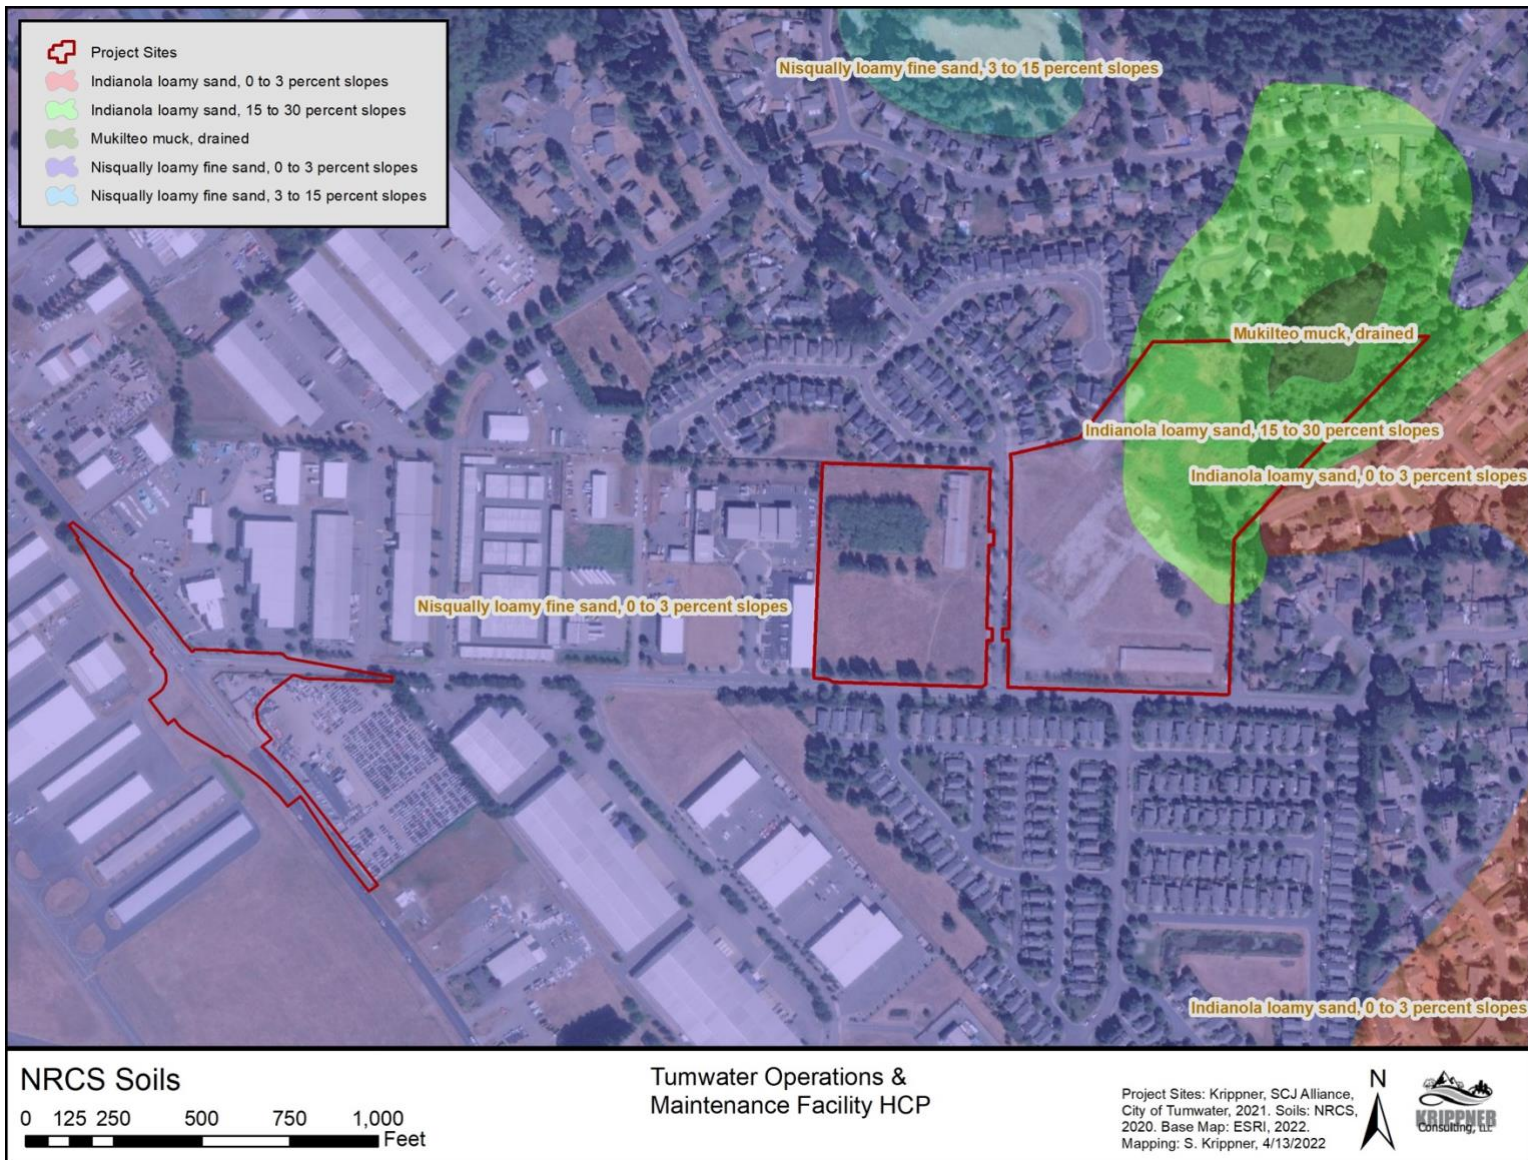 Project Sites
Indianola loamy sand, 0 to 3 percent slopes
Indianola loamy sand, 15 to 30 percent slopes
Mukilteo muck, drained
Nisqually loamy fine sand, 0 to 3 percent slopes
Nisqually loamy fine sand, 3 to 15 percent slopes
Nisqually loamy fine sand, 3 to 15 percent slopes
Mukilteo muck, drained
Indianola loamy sand, 15 to 30 percent slopes
Indianola loamy sand, 0 to 3 percent slopes
Nisqually loamy fine sand, 0 to 3 percent slopes
Indianola loamy sand, 0 to 3 percent slopes
NRCS Soils
0 125 250 500 750 1,000
Feet
Tumwater Operations &
Maintenance Facility HCP
Project Sites: Krippner, SCJ Alliance,
City of Tumwater, 2021. Soils: NRCS,
2020. Base Map: ESRI, 2022.
Mapping: S. Krippner, 4/13/2022
N
KRIPPNER
Consulting, LLC